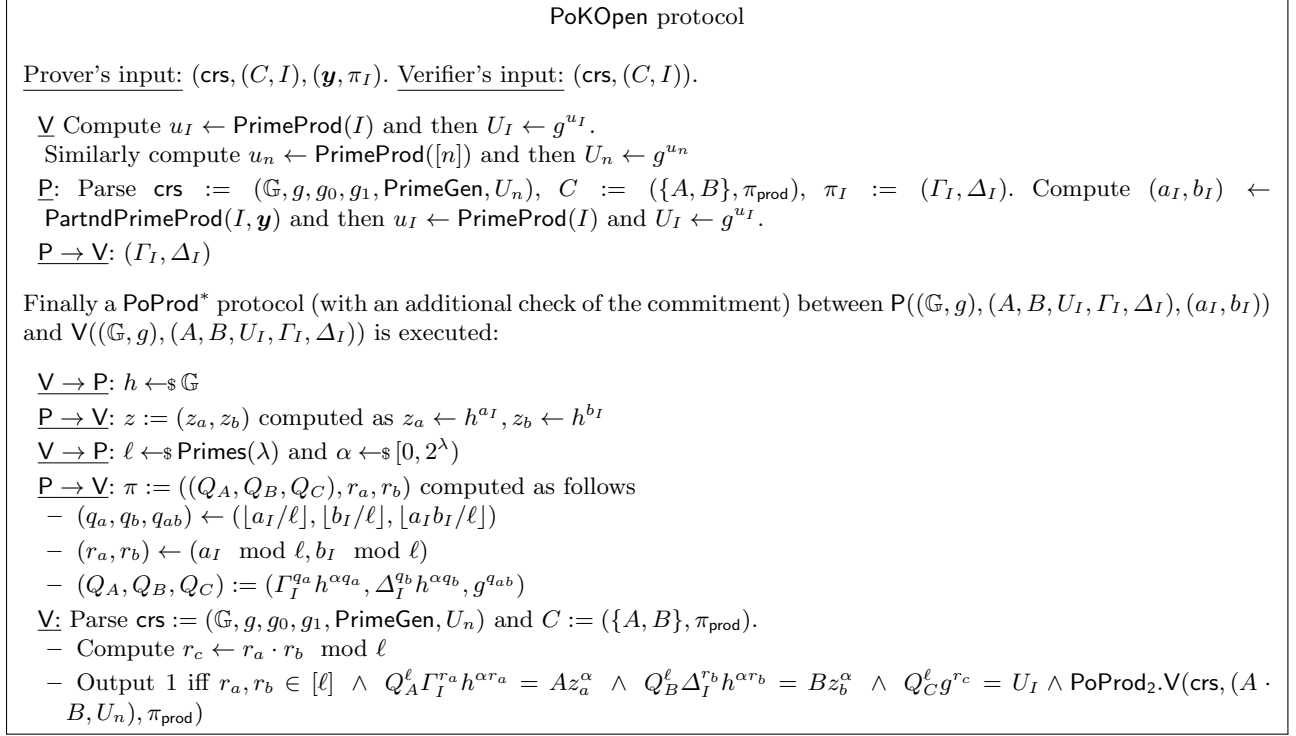 PoKOpen protocol
Prover's input: (crs, (C, I), (𝒚, π_I). Verifier's input: (crs, (C, I)).
V Compute u_I ← PrimeProd(I) and then U_I ← g^{u_I}.
Similarly compute u_n ← PrimeProd([n]) and then U_n ← g^{u_n}
P: Parse crs := (𝔾, g, g_0, g_1, PrimeGen, U_n), C := ({A, B}, π_prod), π_I := (Γ_I, Δ_I). Compute (a_I, b_I) ←
PartndPrimeProd(I, 𝒚) and then u_I ← PrimeProd(I) and U_I ← g^{u_I}.
P → V: (Γ_I, Δ_I)
Finally a PoProd* protocol (with an additional check of the commitment) between P((𝔾, g), (A, B, U_I, Γ_I, Δ_I), (a_I, b_I))
and V((𝔾, g), (A, B, U_I, Γ_I, Δ_I)) is executed:
V → P: h ←$ 𝔾
P → V: z := (z_a, z_b) computed as z_a ← h^{a_I}, z_b ← h^{b_I}
V → P: ℓ ←$ Primes(λ) and α ←$ [0, 2^λ)
P → V: π := ((Q_A, Q_B, Q_C), r_a, r_b) computed as follows
– (q_a, q_b, q_{ab}) ← (⌊a_I/ℓ⌋, ⌊b_I/ℓ⌋, ⌊a_I b_I/ℓ⌋)
– (r_a, r_b) ← (a_I mod ℓ, b_I mod ℓ)
– (Q_A, Q_B, Q_C) := (Γ_I^{q_a} h^{αq_a}, Δ_I^{q_b} h^{αq_b}, g^{q_{ab}})
V: Parse crs := (𝔾, g, g_0, g_1, PrimeGen, U_n) and C := ({A, B}, π_prod).
– Compute r_c ← r_a · r_b mod ℓ
– Output 1 iff r_a, r_b ∈ [ℓ] ∧ Q_A^ℓ Γ_I^{r_a} h^{αr_a} = Az_a^α ∧ Q_B^ℓ Δ_I^{r_b} h^{αr_b} = Bz_b^α ∧ Q_C^ℓ g^{r_c} = U_I ∧ PoProd_2.V(crs, (A ·
B, U_n), π_prod)